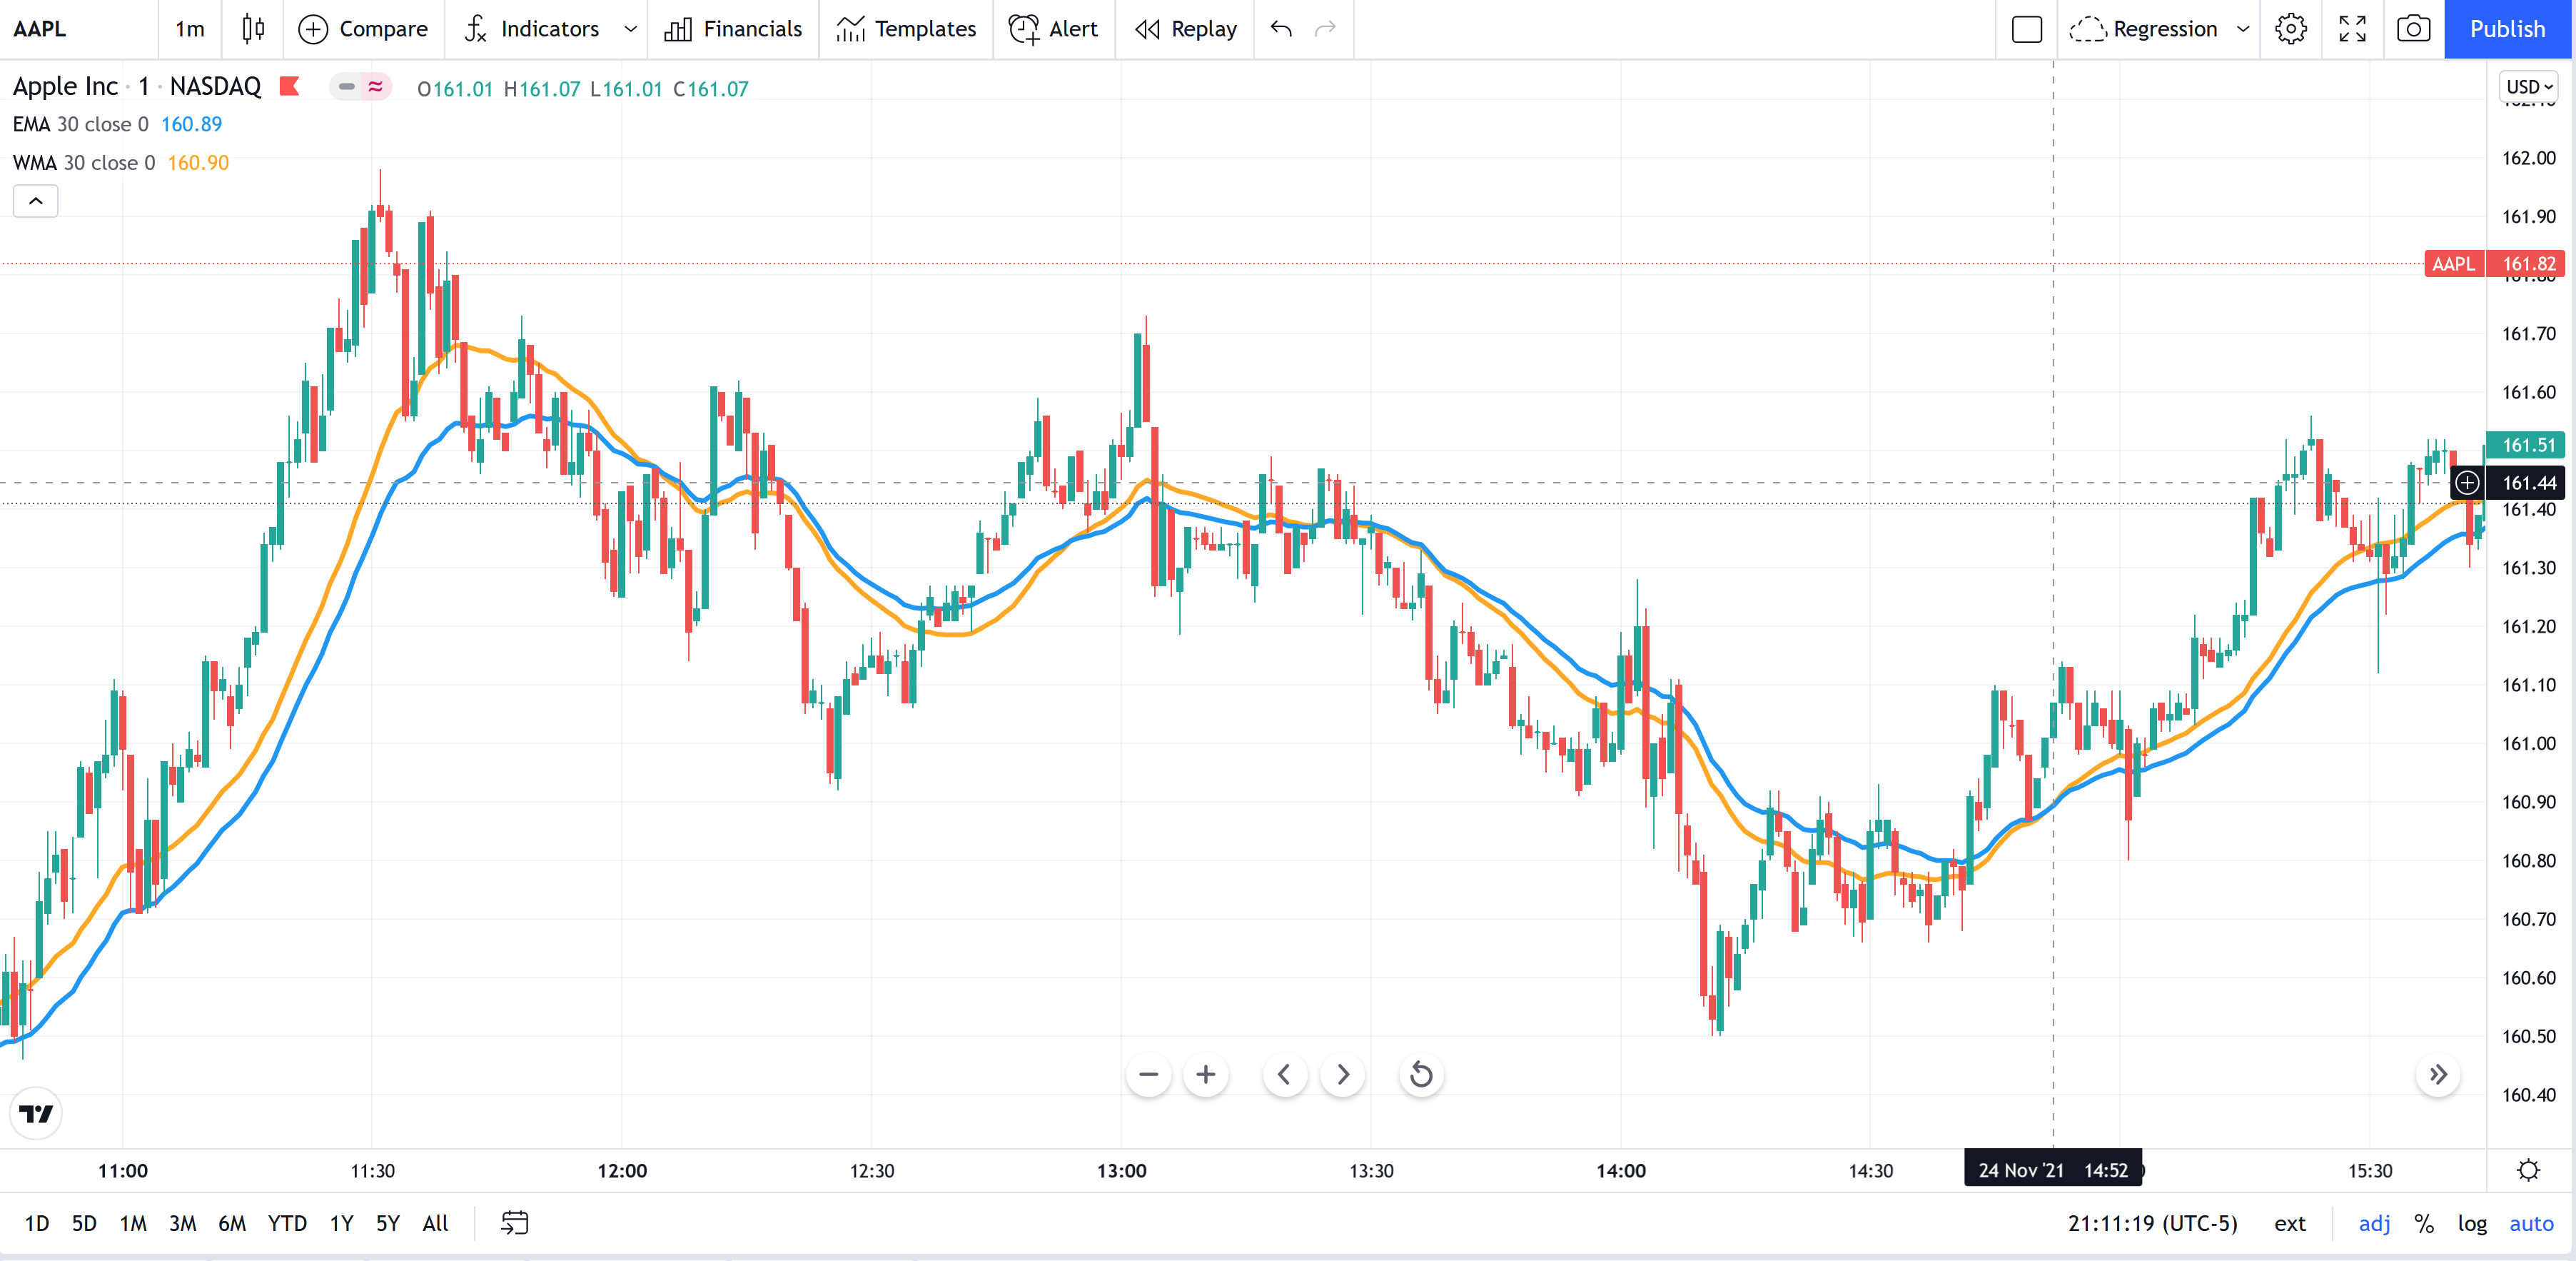 AAPL 1m Compare Indicators Financials Templates Alert Replay Regression Publish
Apple Inc · 1 · NASDAQ O161.01 H161.07 L161.01 C161.07
USD
EMA 30 close 0 160.89
WMA 30 close 0 160.90
162.00
161.90
AAPL 161.82
161.80
161.70
161.60
161.51
161.44
161.40
161.30
161.20
161.10
161.00
160.90
160.80
160.70
160.60
160.50
160.40
11:00 11:30 12:00 12:30 13:00 13:30 14:00 14:30 24 Nov '21 14:52 15:30
1D 5D 1M 3M 6M YTD 1Y 5Y All 21:11:19 (UTC-5) ext adj % log auto